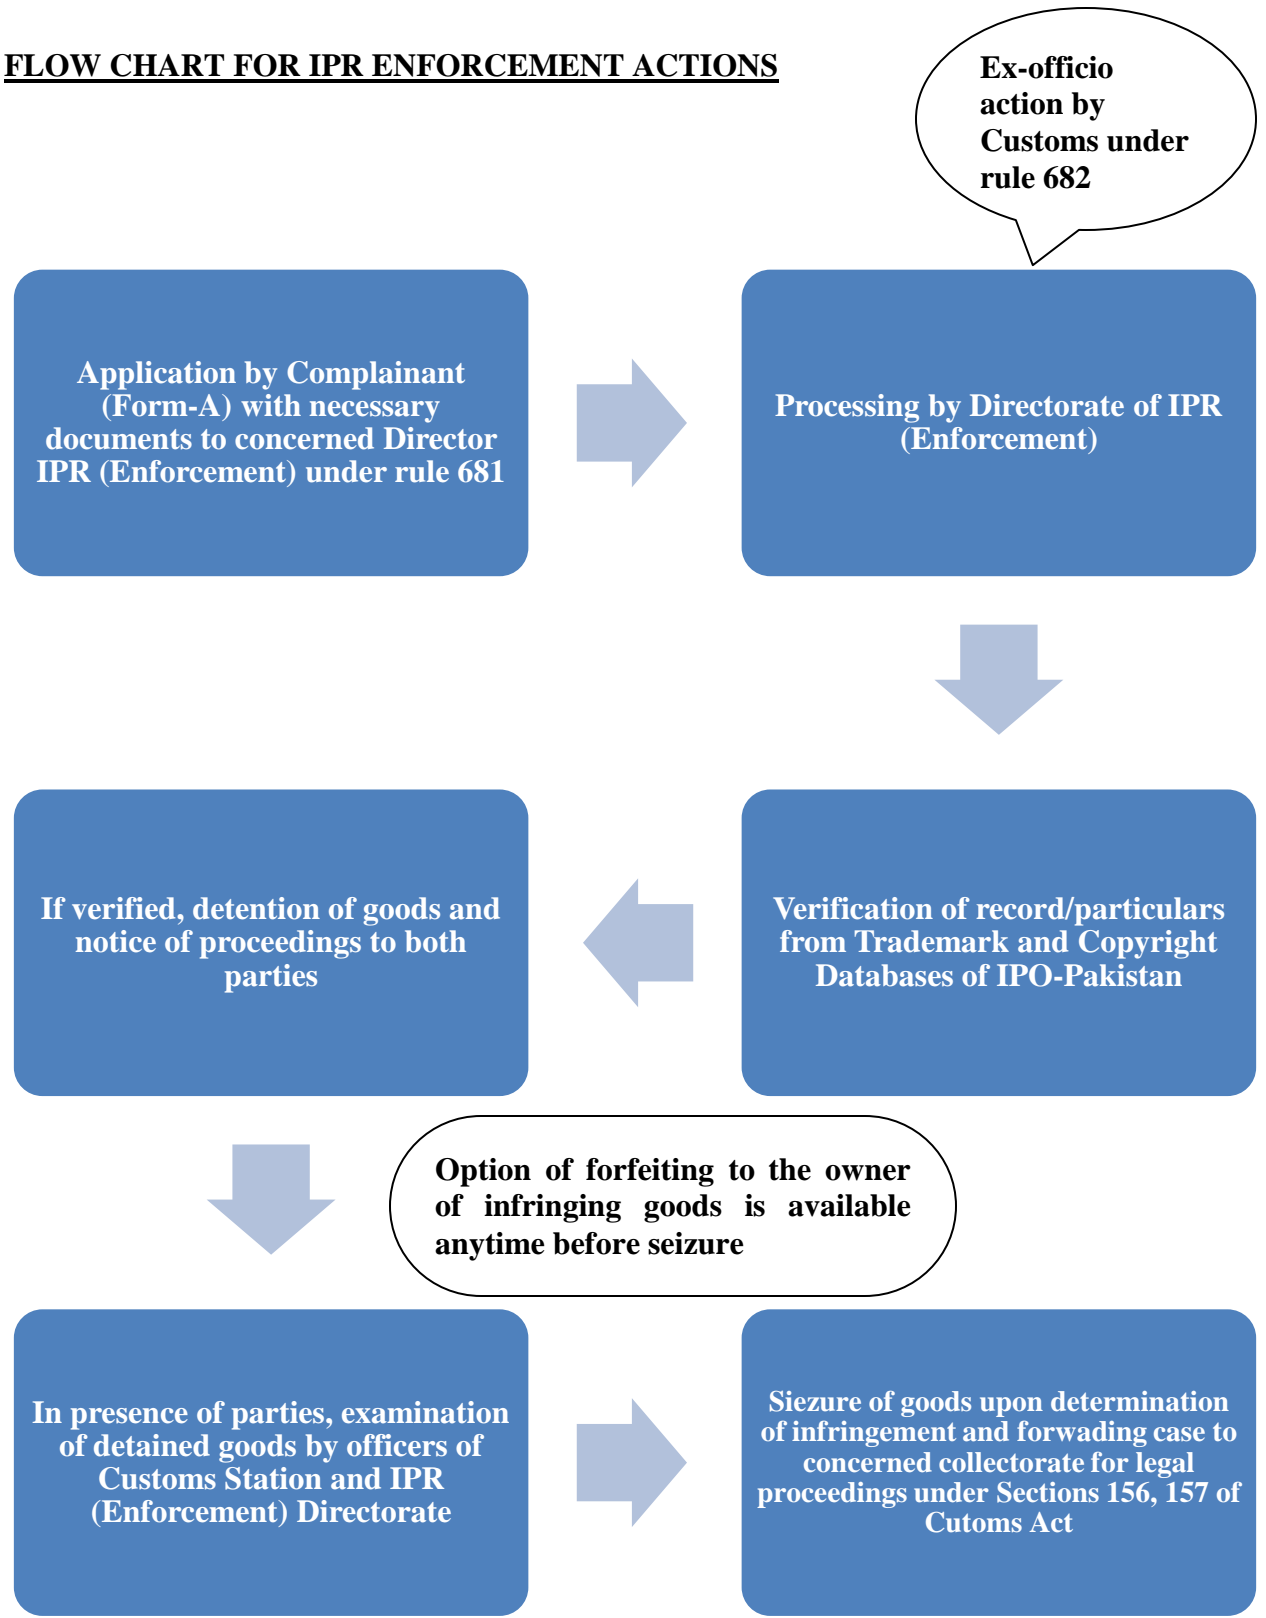 FLOW CHART FOR IPR ENFORCEMENT ACTIONS
Ex-officio
action by
Customs under
rule 682
Application by Complainant
(Form-A) with necessary
documents to concerned Director
IPR (Enforcement) under rule 681
Processing by Directorate of IPR
(Enforcement)
Verification of record/particulars
from Trademark and Copyright
Databases of IPO-Pakistan
If verified, detention of goods and
notice of proceedings to both
parties
Option of forfeiting to the owner
of infringing goods is available
anytime before seizure
In presence of parties, examination
of detained goods by officers of
Customs Station and IPR
(Enforcement) Directorate
Siezure of goods upon determination
of infringement and forwading case to
concerned collectorate for legal
proceedings under Sections 156, 157 of
Cutoms Act